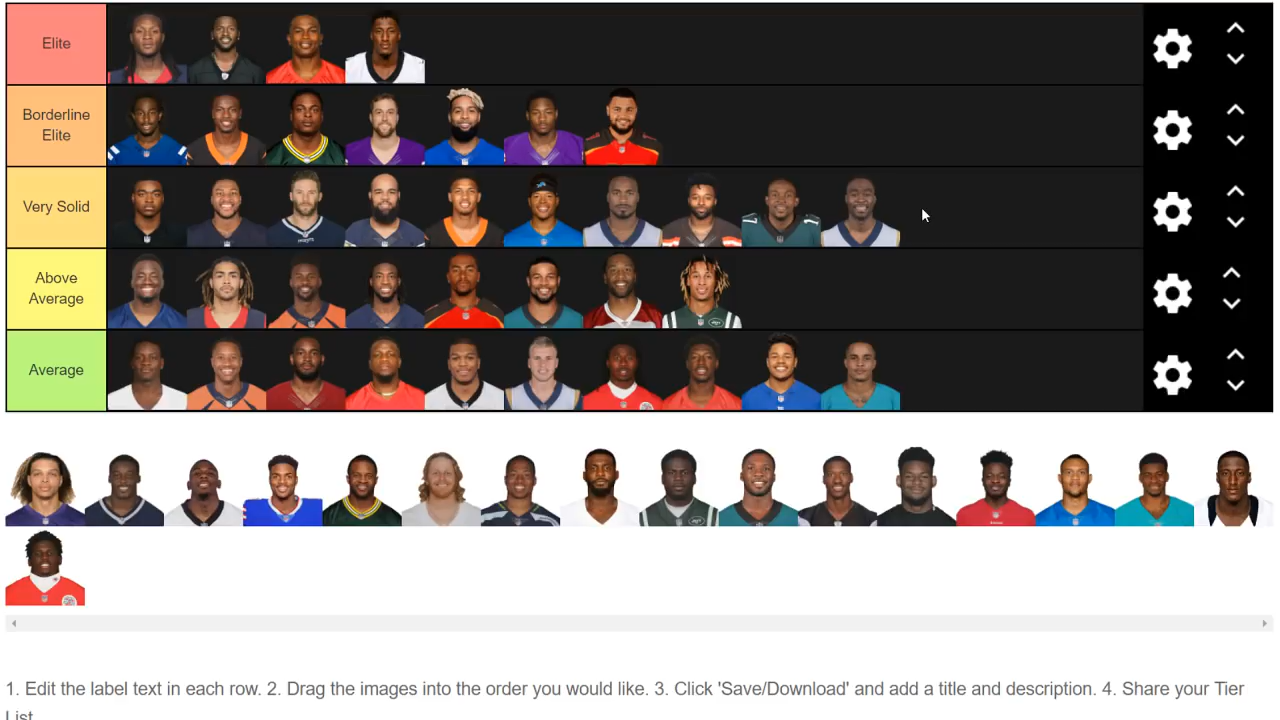 Elite
Borderline
Elite
Very Solid
Above
Average
Average
1. Edit the label text in each row. 2. Drag the images into the order you would like. 3. Click 'Save/Download' and add a title and description. 4. Share your Tier
List.